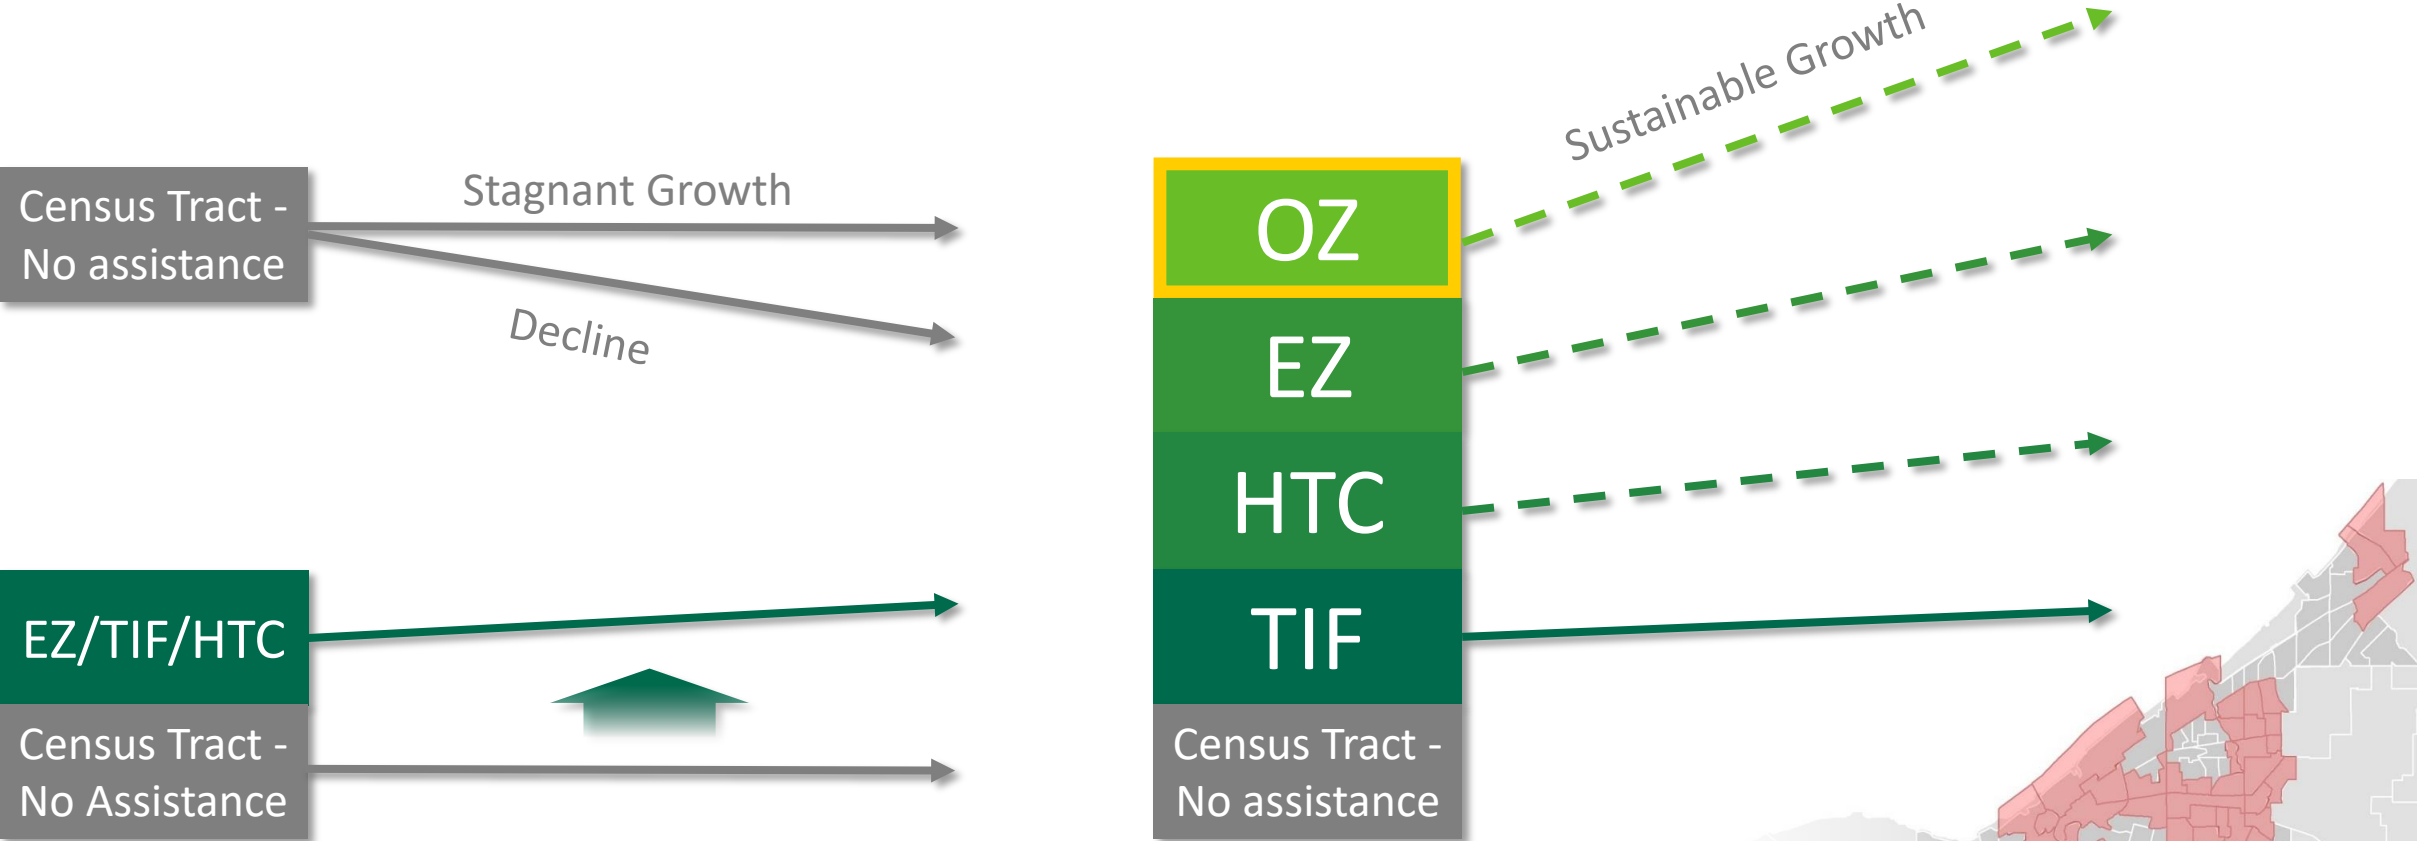 Census Tract -
No assistance
Stagnant Growth
Decline
EZ/TIF/HTC
Census Tract -
No Assistance
Sustainable Growth
OZ
EZ
HTC
TIF
Census Tract -
No assistance